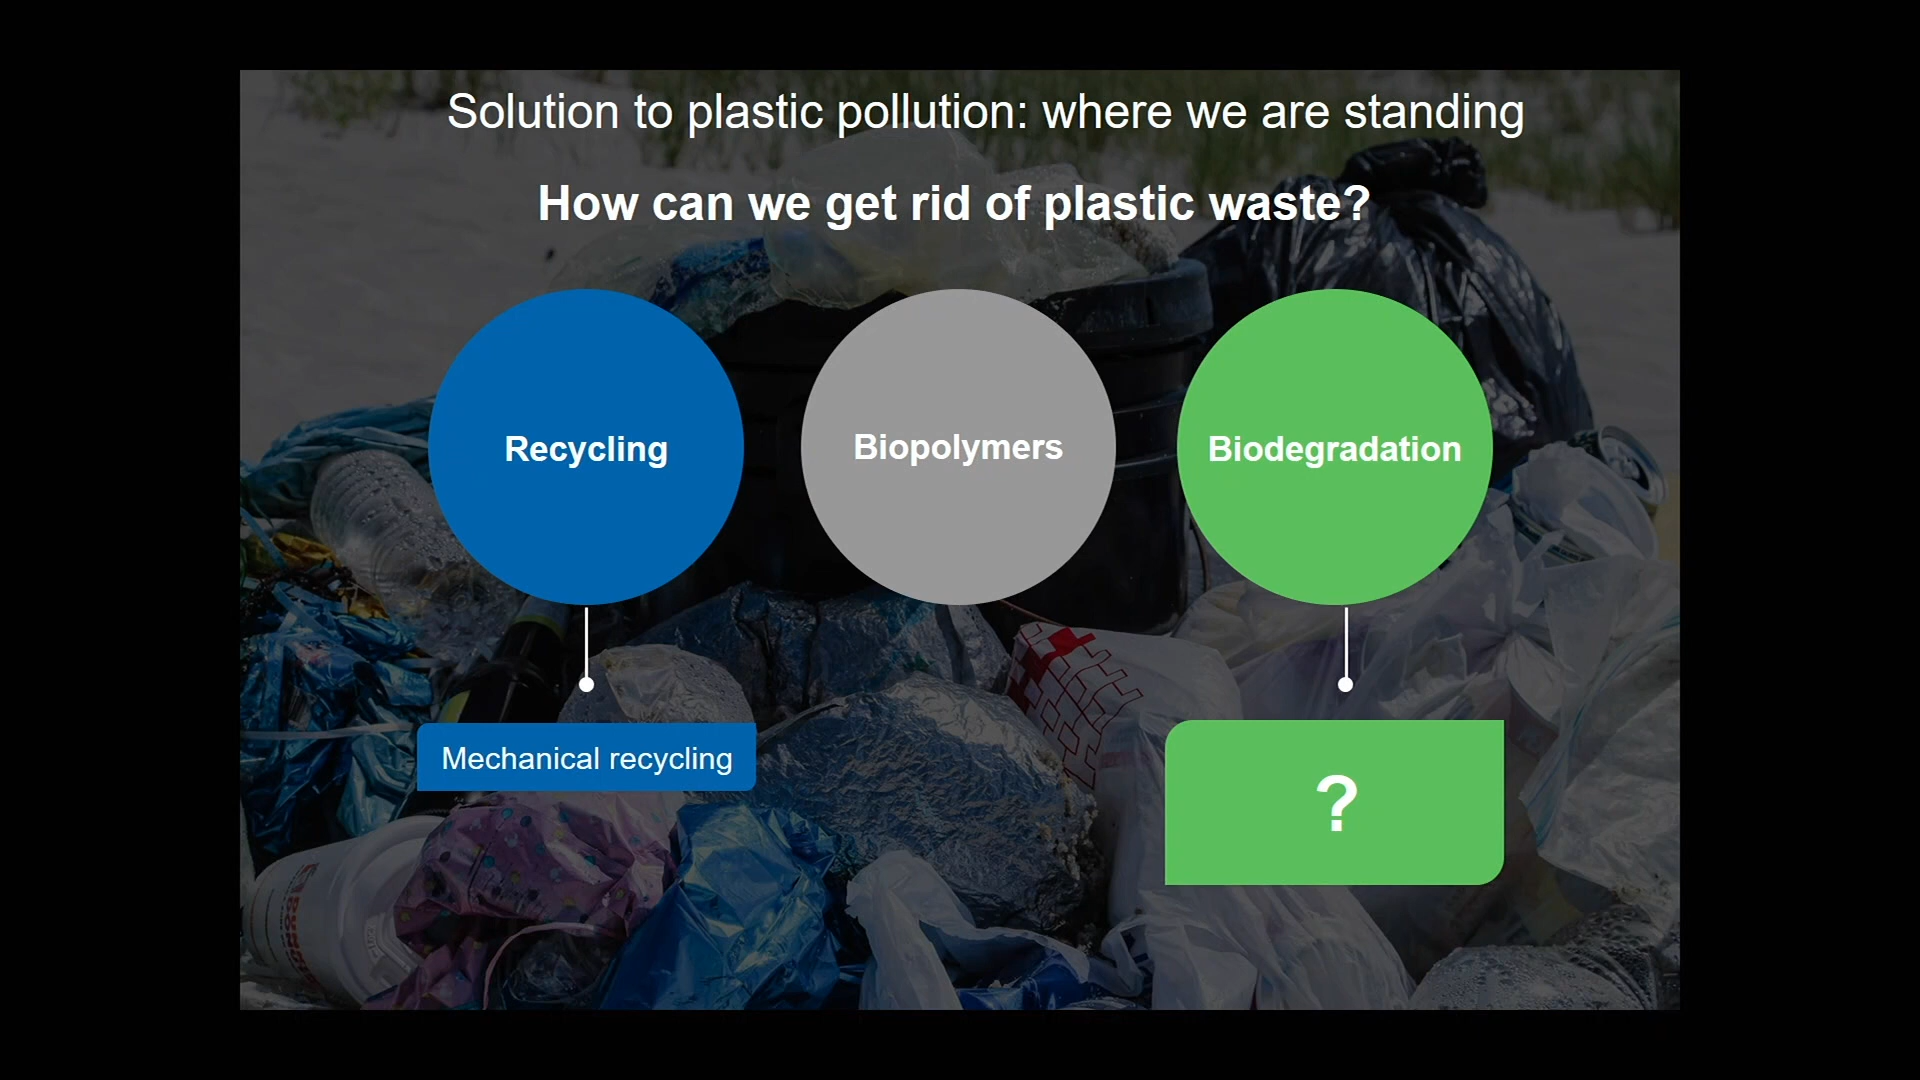 Solution to plastic pollution: where we are standing
How can we get rid of plastic waste?
Recycling
Biopolymers
Biodegradation
Mechanical recycling
?